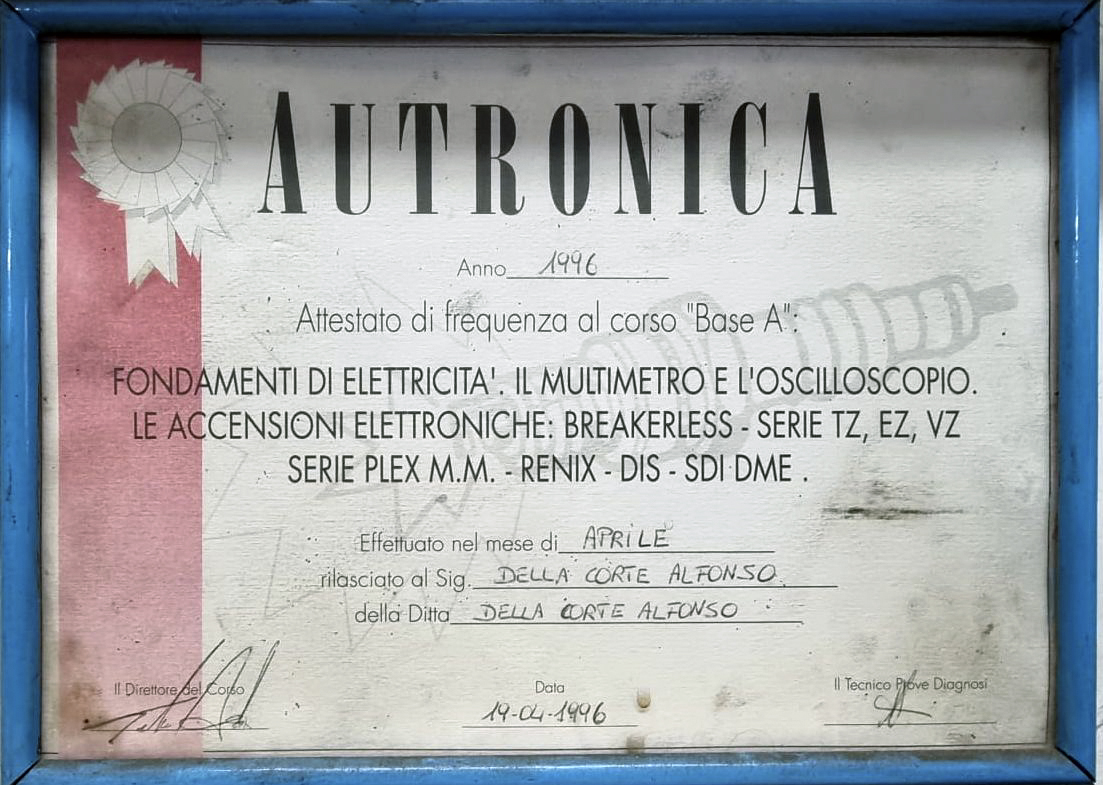 AUTRONICA
Anno 1996
Attestato di frequenza al corso "Base A":
FONDAMENTI DI ELETTRICITA'. IL MULTIMETRO E L'OSCILLOSCOPIO.
LE ACCENSIONI ELETTRONICHE: BREAKERLESS - SERIE TZ, EZ, VZ
SERIE PLEX M.M. - RENIX - DIS - SDI DME .
Effettuato nel mese di APRILE
rilasciato al Sig. DELLA CORTE ALFONSO
della Ditta DELLA CORTE ALFONSO
Il Direttore del Corso
Data
19-04-1996
Il Tecnico Prove Diagnosi